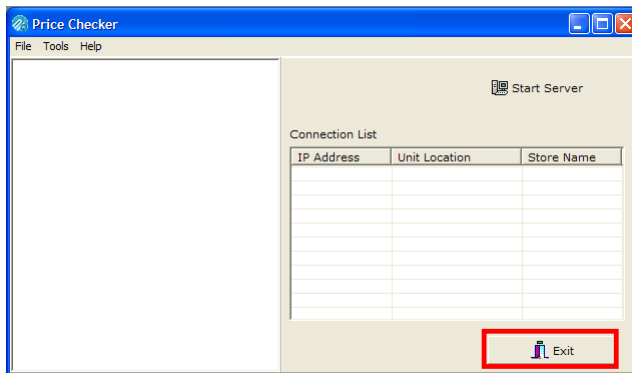 Price Checker
File Tools Help
Start Server
Connection List
IP Address Unit Location Store Name
Exit